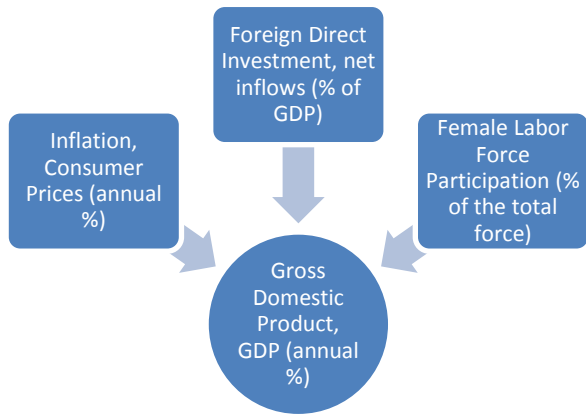 Foreign Direct
Investment, net
inflows (% of
GDP)
Inflation,
Consumer
Prices (annual
%)
Female Labor
Force
Participation (%
of the total
force)
Gross
Domestic
Product,
GDP (annual
%)